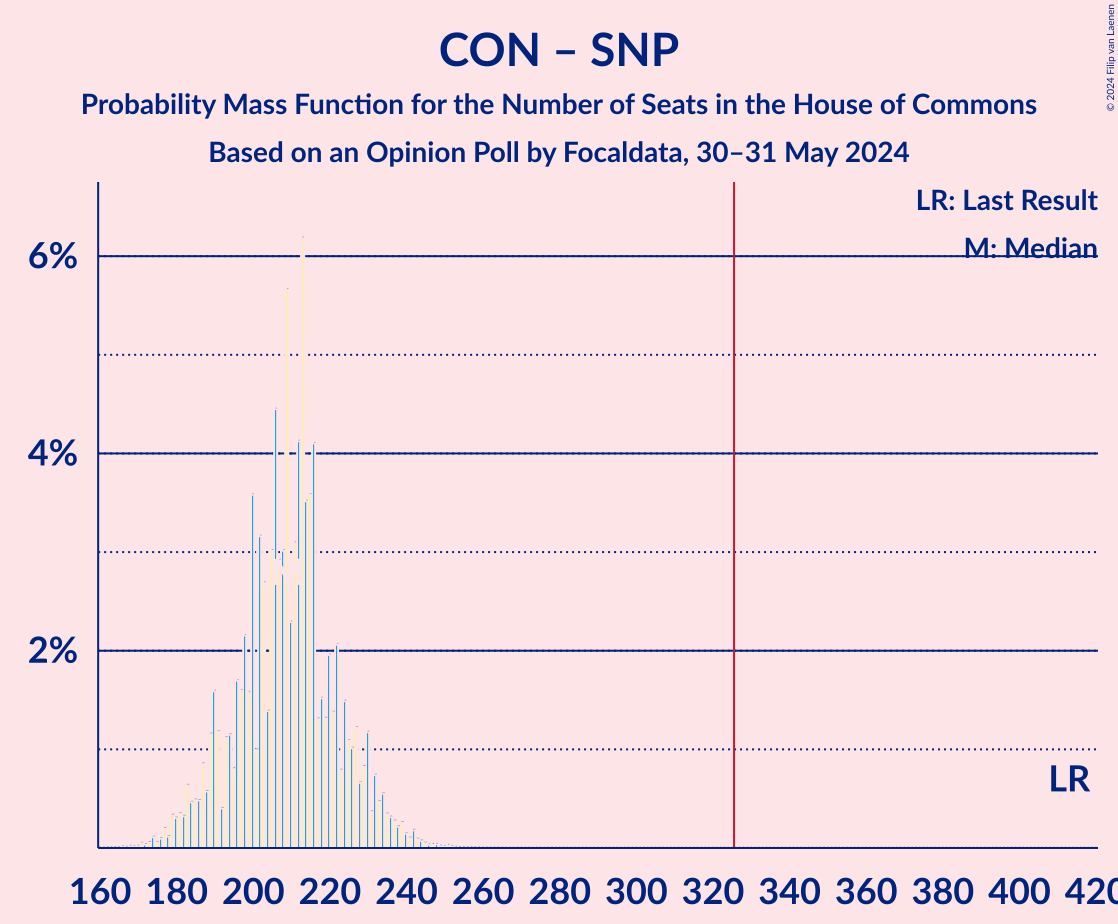 CON – SNP
Probability Mass Function for the Number of Seats in the House of Commons
Based on an Opinion Poll by Focaldata, 30–31 May 2024
© 2024 Filip van Laenen
LR: Last Result
M: Median
6%
4%
2%
LR
160 180 200 220 240 260 280 300 320 340 360 380 400 420